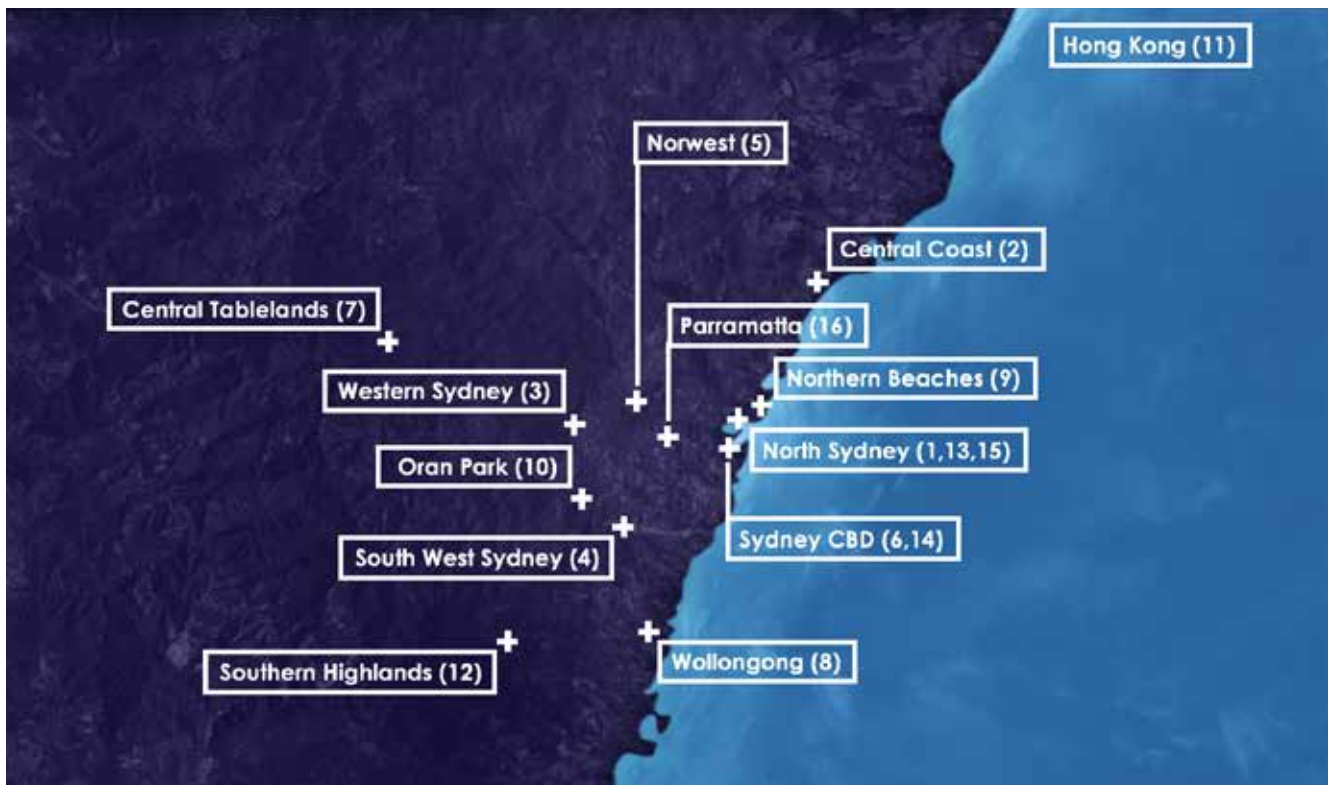 Hong Kong (11)
Norwest (5)
Central Coast (2)
Central Tablelands (7)
Parramatta (16)
Western Sydney (3)
Northern Beaches (9)
Oran Park (10)
North Sydney (1,13,15)
South West Sydney (4)
Sydney CBD (6,14)
Southern Highlands (12)
Wollongong (8)